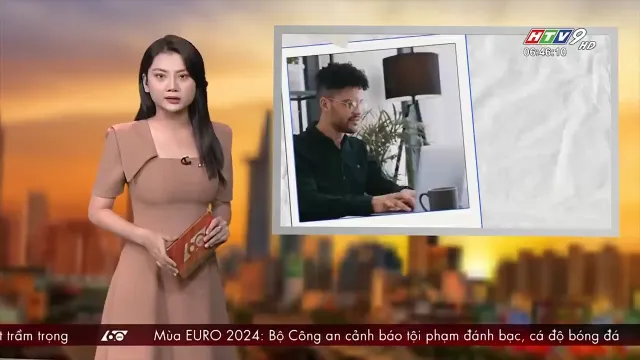 HTV9 HD
06:46:10
t trầm trọng 60 Mùa EURO 2024: Bộ Công an cảnh báo tội phạm đánh bạc, cá độ bóng đá